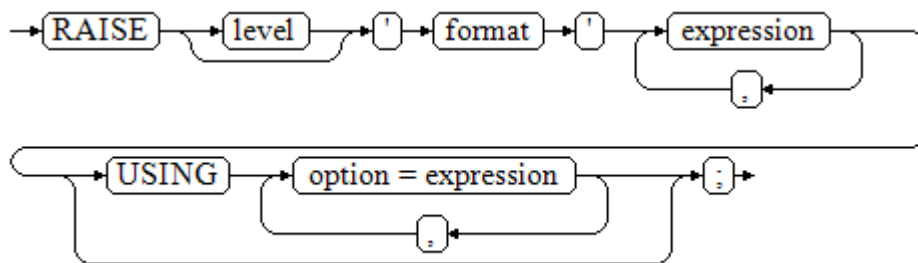 RAISE level ' format ' expression
,
USING option = expression ;
,